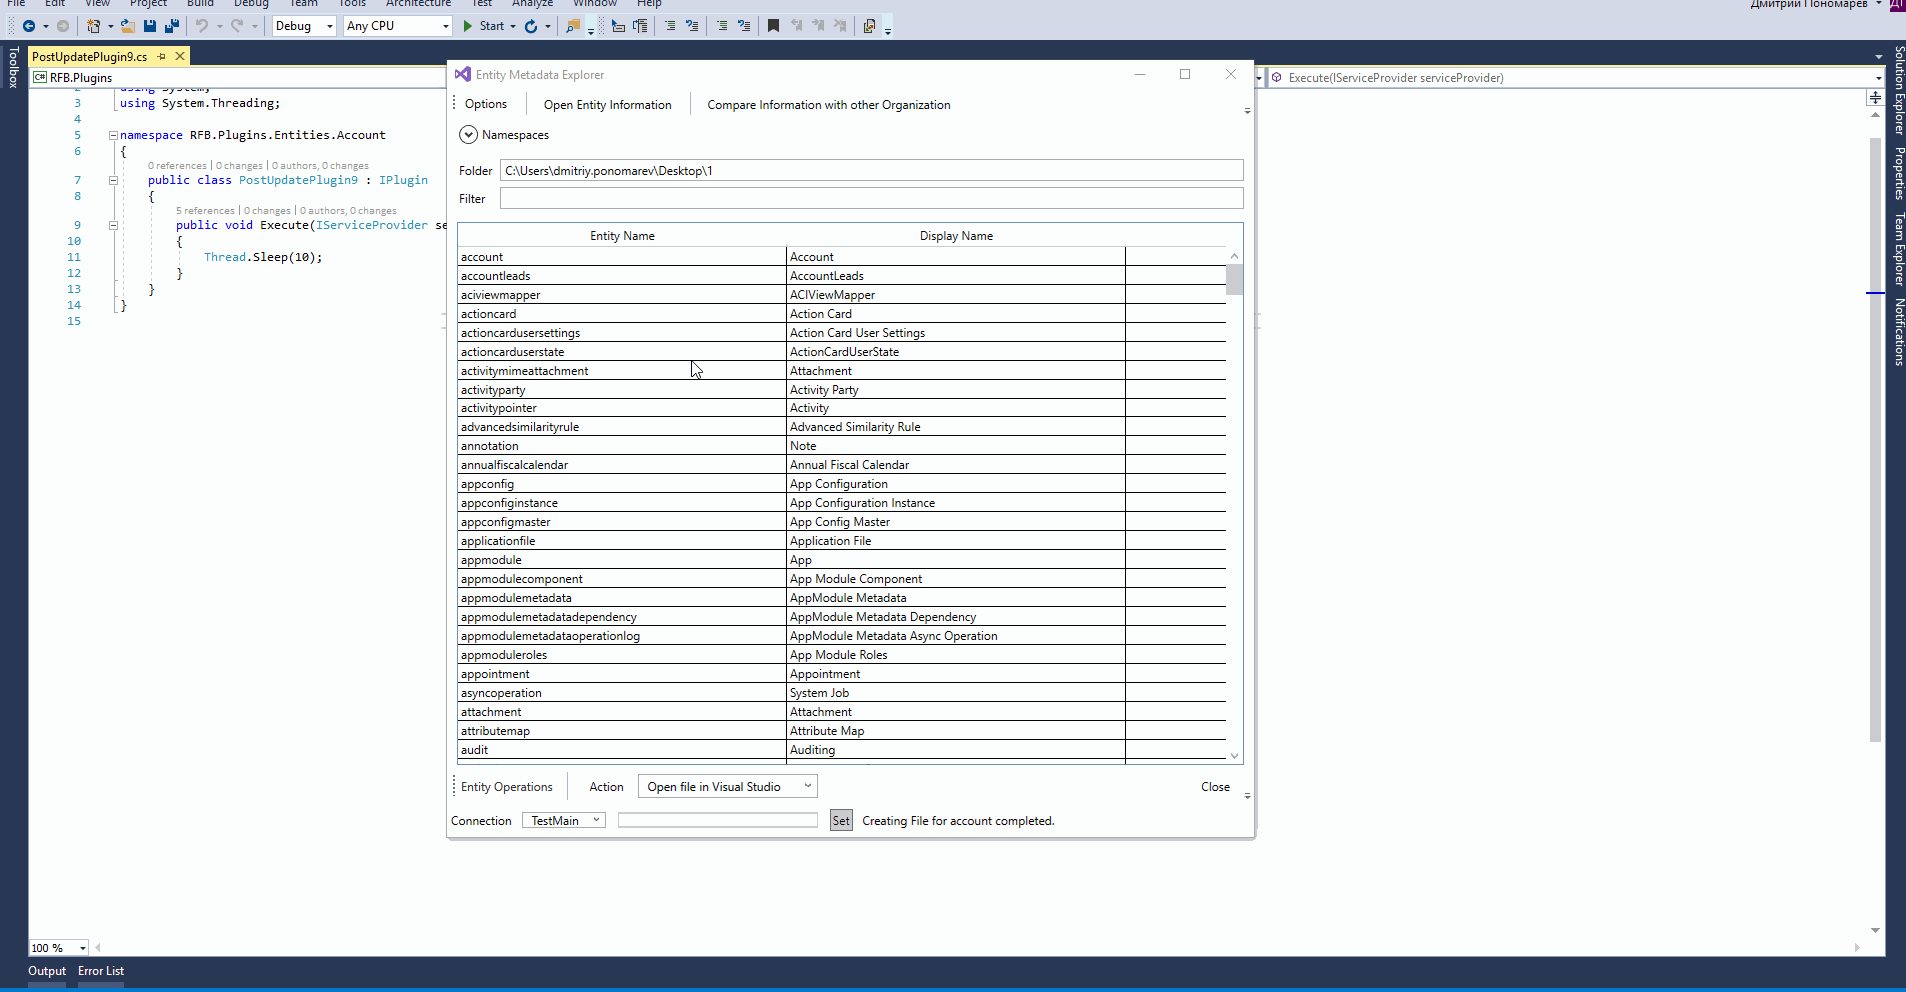 File Edit View Project Build Debug Team Tools Architecture Test Analyze Window Help Дмитрий Пономарев ДП
Debug Any CPU Start
Toolbox
PostUpdatePlugin9.cs
RFB.Plugins
Execute(IServiceProvider serviceProvider)
2 using System;
3 using System.Threading;
4
5 namespace RFB.Plugins.Entities.Account
6 {
0 references | 0 changes | 0 authors, 0 changes
7 public class PostUpdatePlugin9 : IPlugin
8 {
5 references | 0 changes | 0 authors, 0 changes
9 public void Execute(IServiceProvider se
10 {
11 Thread.Sleep(10);
12 }
13 }
14 }
15
Entity Metadata Explorer
Options Open Entity Information Compare Information with other Organization
Namespaces
Folder C:\Users\dmitriy.ponomarev\Desktop\1
Filter
Entity Name Display Name
account Account
accountleads AccountLeads
aciviewmapper ACIViewMapper
actioncard Action Card
actioncardusersettings Action Card User Settings
actioncarduserstate ActionCardUserState
activitymimeattachment Attachment
activityparty Activity Party
activitypointer Activity
advancedsimilarityrule Advanced Similarity Rule
annotation Note
annualfiscalcalendar Annual Fiscal Calendar
appconfig App Configuration
appconfiginstance App Configuration Instance
appconfigmaster App Config Master
applicationfile Application File
appmodule App
appmodulecomponent App Module Component
appmodulemetadata AppModule Metadata
appmodulemetadatadependency AppModule Metadata Dependency
appmodulemetadataoperationlog AppModule Metadata Async Operation
appmoduleroles App Module Roles
appointment Appointment
asyncoperation System Job
attachment Attachment
attributemap Attribute Map
audit Auditing
Entity Operations Action Open file in Visual Studio Close
Connection TestMain Set Creating File for account completed.
Solution Explorer
Properties
Team Explorer
Notifications
100 %
Output Error List